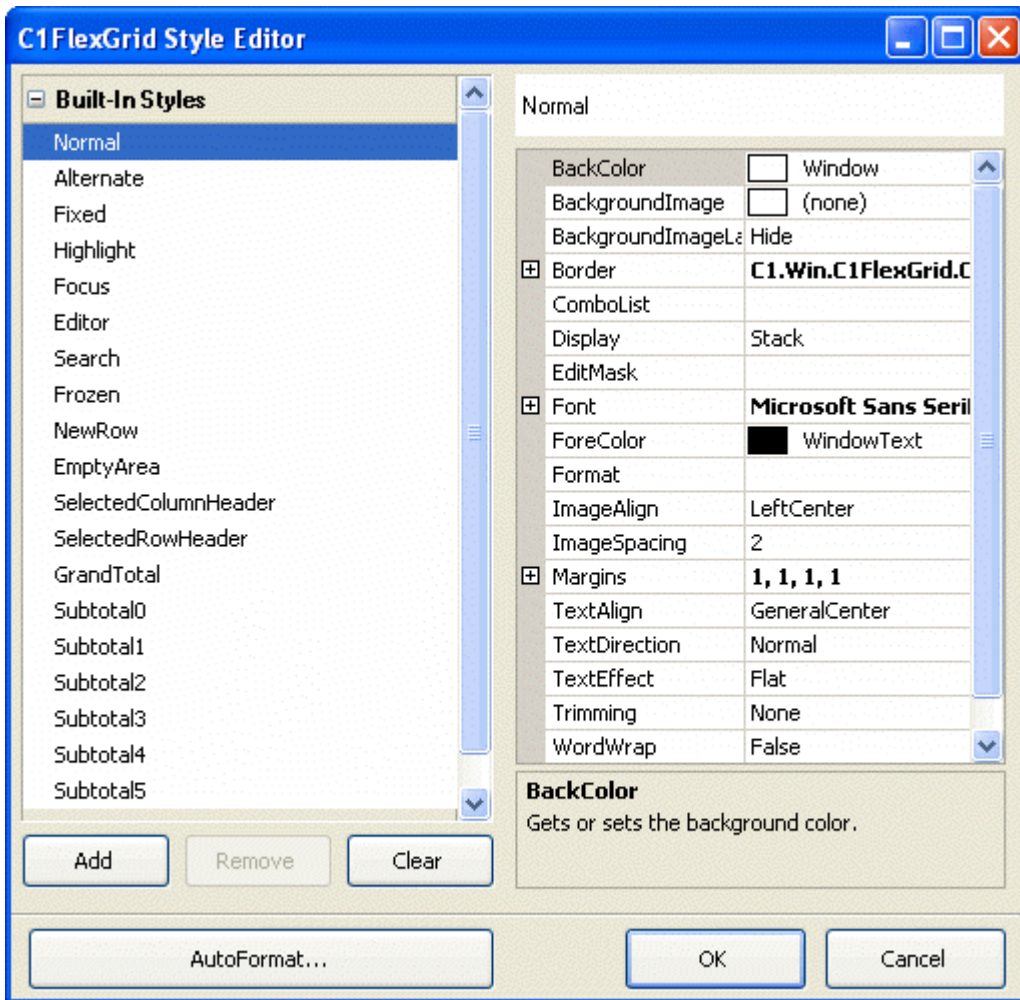 C1FlexGrid Style Editor
Built-In Styles
Normal
Alternate
Fixed
Highlight
Focus
Editor
Search
Frozen
NewRow
EmptyArea
SelectedColumnHeader
SelectedRowHeader
GrandTotal
Subtotal0
Subtotal1
Subtotal2
Subtotal3
Subtotal4
Subtotal5
Add Remove Clear
AutoFormat...
Normal
BackColor Window
BackgroundImage (none)
BackgroundImageLa Hide
Border C1.Win.C1FlexGrid.C
ComboList
Display Stack
EditMask
Font Microsoft Sans Serif
ForeColor WindowText
Format
ImageAlign LeftCenter
ImageSpacing 2
Margins 1, 1, 1, 1
TextAlign GeneralCenter
TextDirection Normal
TextEffect Flat
Trimming None
WordWrap False
BackColor
Gets or sets the background color.
OK Cancel